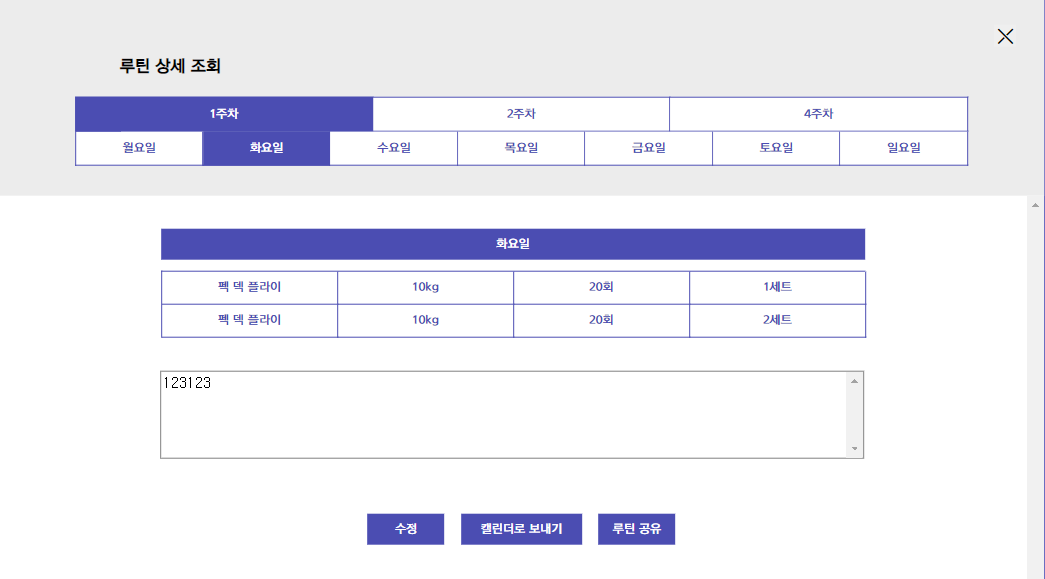 루틴 상세 조회
1주차 2주차 4주차
월요일 화요일 수요일 목요일 금요일 토요일 일요일
화요일
펙 덱 플라이 10kg 20회 1세트
펙 덱 플라이 10kg 20회 2세트
123123
수정 캘린더로 보내기 루틴 공유